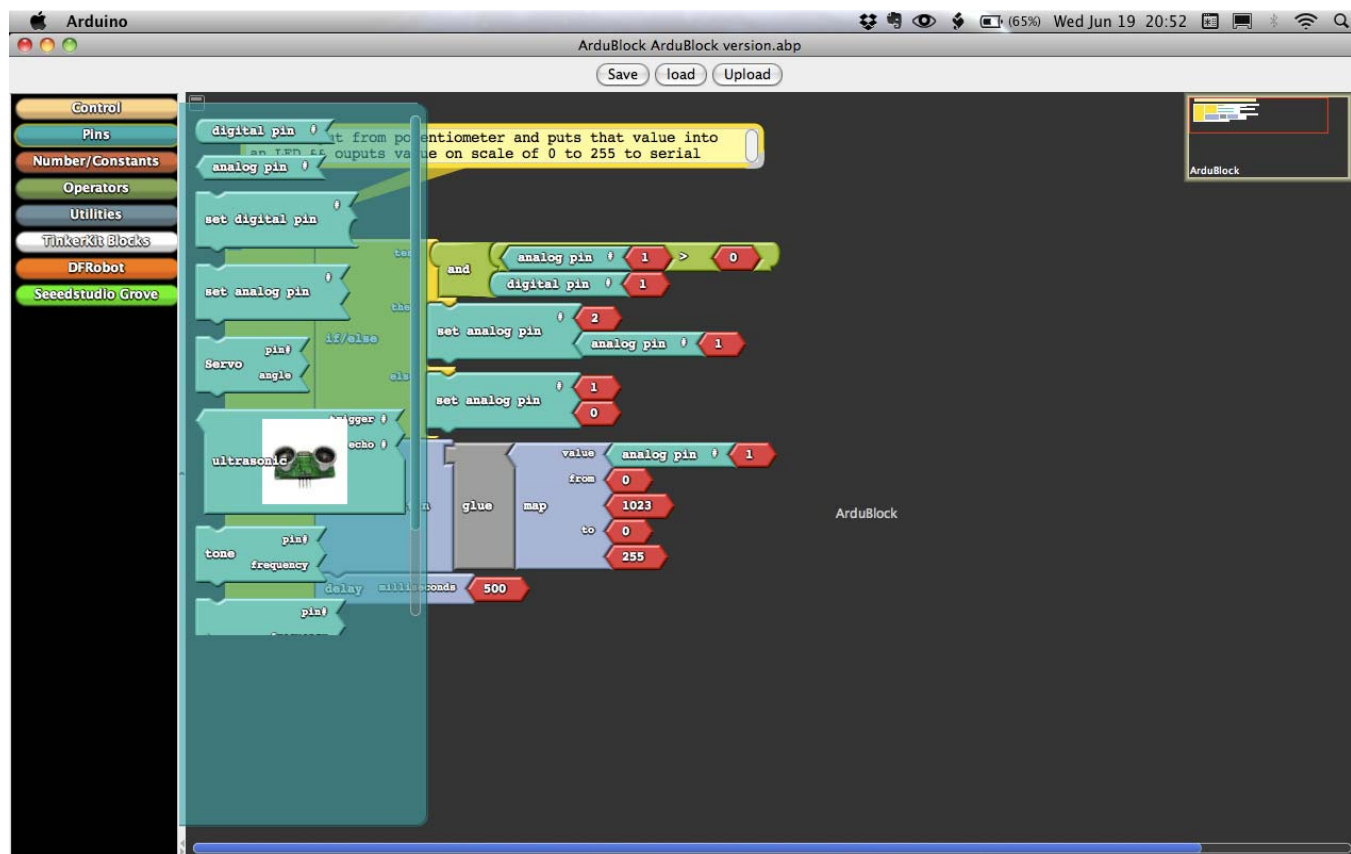 Arduino
(65%) Wed Jun 19 20:52
ArduBlock ArduBlock version.abp
Save load Upload
Control
Pins
Number/Constants
Operators
Utilities
TinkerKit Blocks
DFRobot
Seeedstudio Grove
digital pin #
analog pin #
set digital pin #
set analog pin #
Servo pin# angle
trigger #
echo #
ultrasonic
tone pin# frequency
pin#
from potentiometer and puts that value into
an LED && ouputs value on scale of 0 to 255 to serial
and analog pin # 1 > 0
digital pin # 1
if/else
set analog pin # 2
analog pin # 1
set analog pin # 1
0
glue map value analog pin # 1
from 0
1023
to 0
255
delay milliseconds 500
ArduBlock
ArduBlock